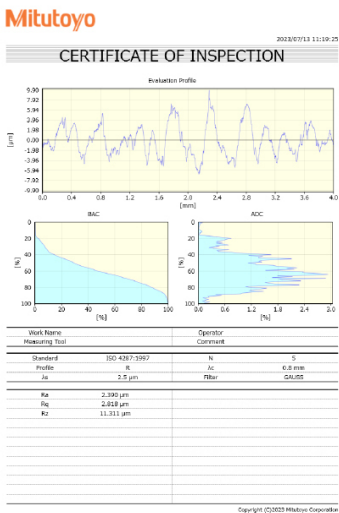 Mitutoyo
2023/07/13 11:19:25
CERTIFICATE OF INSPECTION
Evaluation Profile
9.90
7.92
5.94
3.96
1.98
0.00
-1.98
-3.96
-5.94
-7.92
-9.90
[μm]
0.0 0.4 0.8 1.2 1.6 2.0 2.4 2.8 3.2 3.6 4.0
[mm]
BAC ADC
0
20
40
60
80
100
[%]
0 20 40 60 80 100
[%]
0
20
40
60
80
100
[%]
0.0 0.6 1.2 1.8 2.4 3.0
[%]
Work Name Operator
Measuring Tool Comment
Standard ISO 4287:1997 N 5
Profile R λc 0.8 mm
λs 2.5 μm Filter GAUSS
Ra 2.390 μm
Rq 2.818 μm
Rz 11.311 μm
Copyright (C)2023 Mitutoyo Corporation